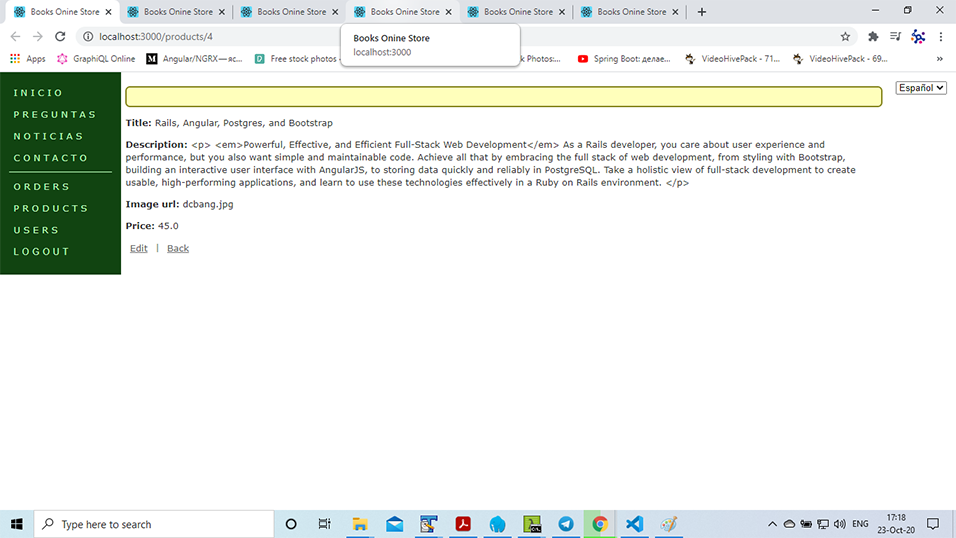 Books Onine Store Books Onine Store Books Onine Store Books Onine Store Books Onine Store Books Onine Store
localhost:3000/products/4
Books Onine Store
localhost:3000
Apps GraphiQL Online Angular/NGRX—ас... Free stock photos k Photos:... Spring Boot: делае... VideoHivePack - 71... VideoHivePack - 69... »
INICIO
PREGUNTAS
NOTICIAS
CONTACTO
ORDERS
PRODUCTS
USERS
LOGOUT
Español
Title: Rails, Angular, Postgres, and Bootstrap
Description: <p> <em>Powerful, Effective, and Efficient Full-Stack Web Development</em> As a Rails developer, you care about user experience and
performance, but you also want simple and maintainable code. Achieve all that by embracing the full stack of web development, from styling with Bootstrap,
building an interactive user interface with AngularJS, to storing data quickly and reliably in PostgreSQL. Take a holistic view of full-stack development to create
usable, high-performing applications, and learn to use these technologies effectively in a Ruby on Rails environment. </p>
Image url: dcbang.jpg
Price: 45.0
Edit | Back
Type here to search
ENG
17:18
23-Oct-20